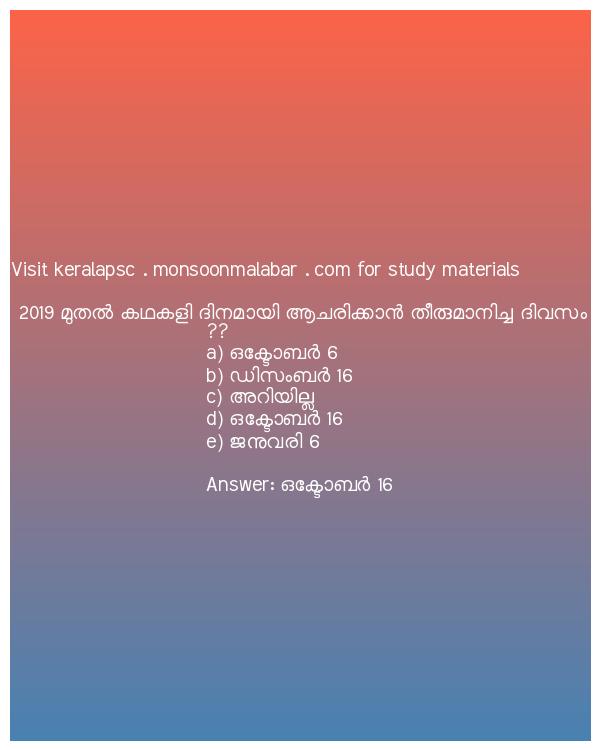 Visit keralapsc . monsoonmalabar . com for study materials
2019 മുതൽ കഥകളി ദിനമായി ആചരിക്കാൻ തീരുമാനിച്ച ദിവസം
??
a) ഒക്ടോബർ 6
b) ഡിസംബർ 16
c) അറിയില്ല
d) ഒക്ടോബർ 16
e) ജനുവരി 6
Answer: ഒക്ടോബർ 16